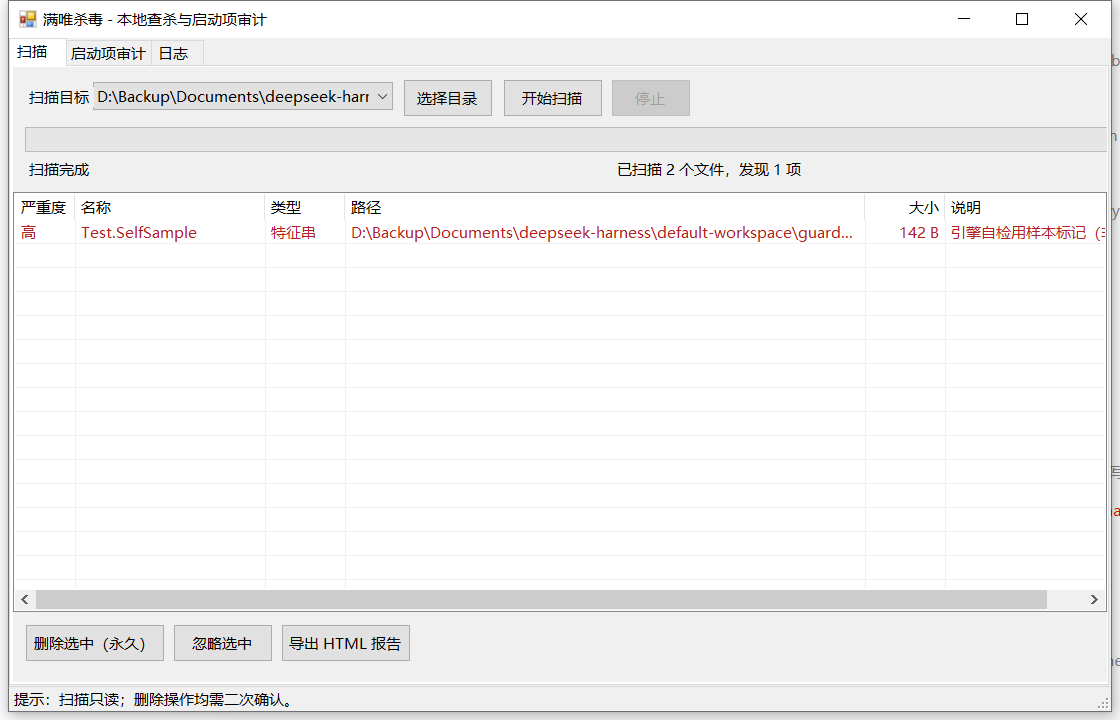 满唯杀毒 - 本地查杀与启动项审计
扫描 启动项审计 日志
扫描目标 D:\Backup\Documents\deepseek-harr 选择目录 开始扫描 停止
扫描完成 已扫描 2 个文件，发现 1 项
严重度 名称 类型 路径 大小 说明
高 Test.SelfSample 特征串 D:\Backup\Documents\deepseek-harness\default-workspace\guard... 142 B 引擎自检用样本标记（
删除选中（永久） 忽略选中 导出 HTML 报告
提示：扫描只读；删除操作均需二次确认。